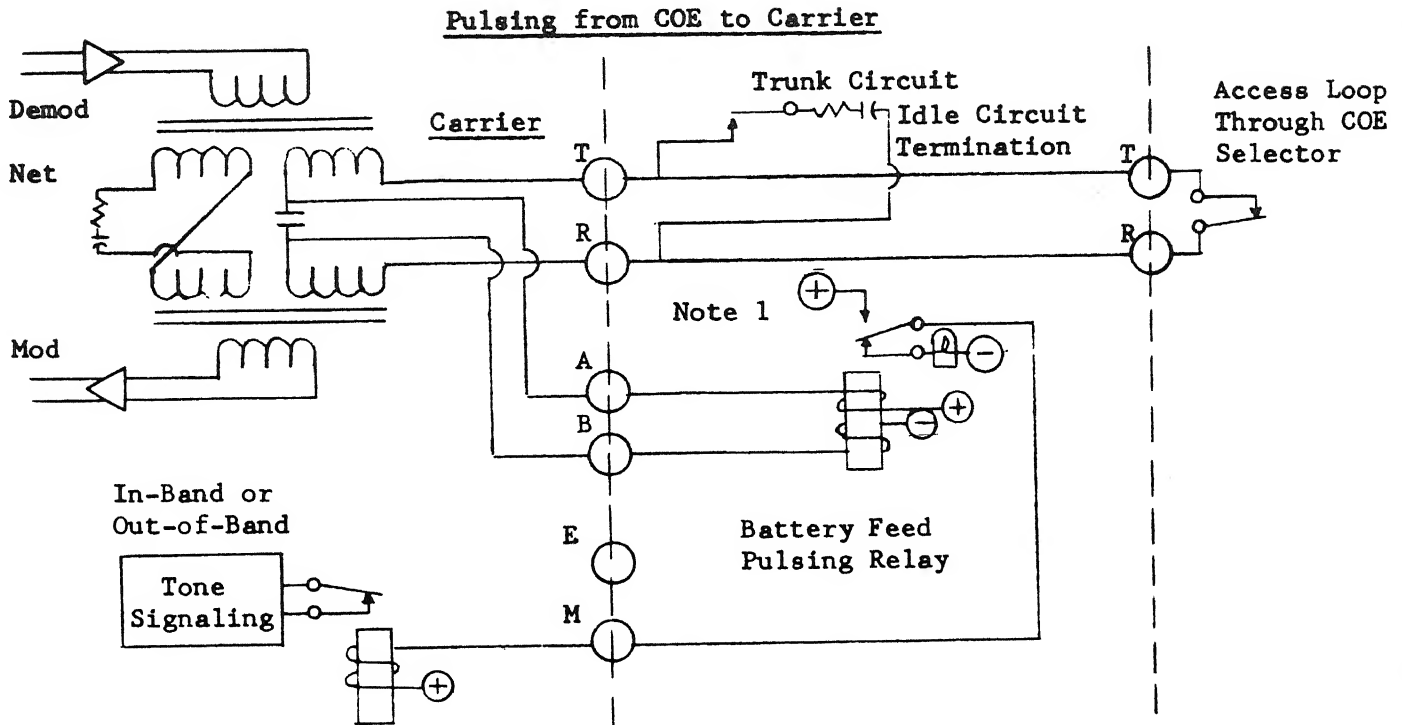 Pulsing from COE to Carrier
Demod
Net
Mod
Carrier
Trunk Circuit
Idle Circuit
Termination
Access Loop
Through COE
Selector
T
T
R
R
Note 1
+
-
A
+
-
B
In-Band or
Out-of-Band
E
Battery Feed
Pulsing Relay
Tone
Signaling
M
+